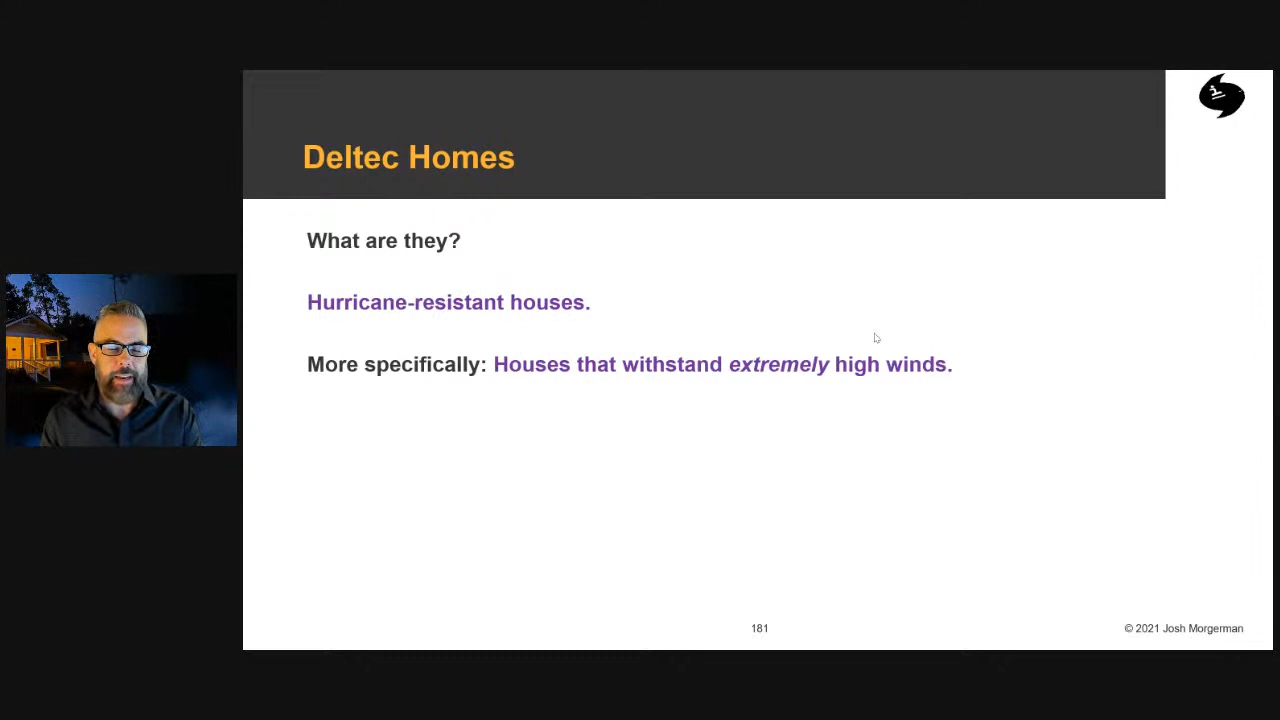 Deltec Homes
What are they?
Hurricane-resistant houses.
More specifically: Houses that withstand extremely high winds.
181
© 2021 Josh Morgerman